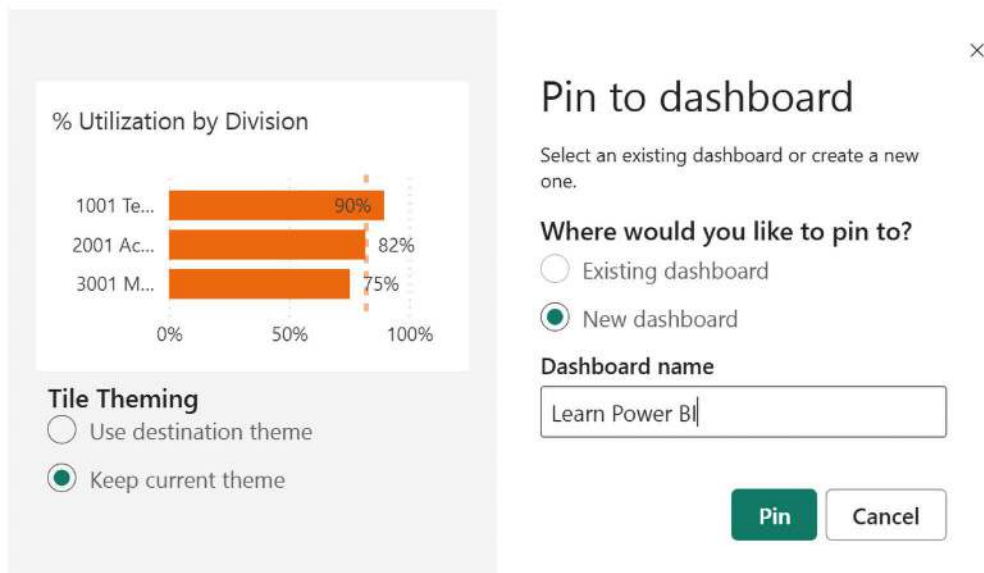 % Utilization by Division
1001 Te...
90%
2001 Ac...
82%
3001 M...
75%
0%
50%
100%
Tile Theming
Use destination theme
Keep current theme
Pin to dashboard
Select an existing dashboard or create a new
one.
Where would you like to pin to?
Existing dashboard
New dashboard
Dashboard name
Learn Power BI
Pin
Cancel